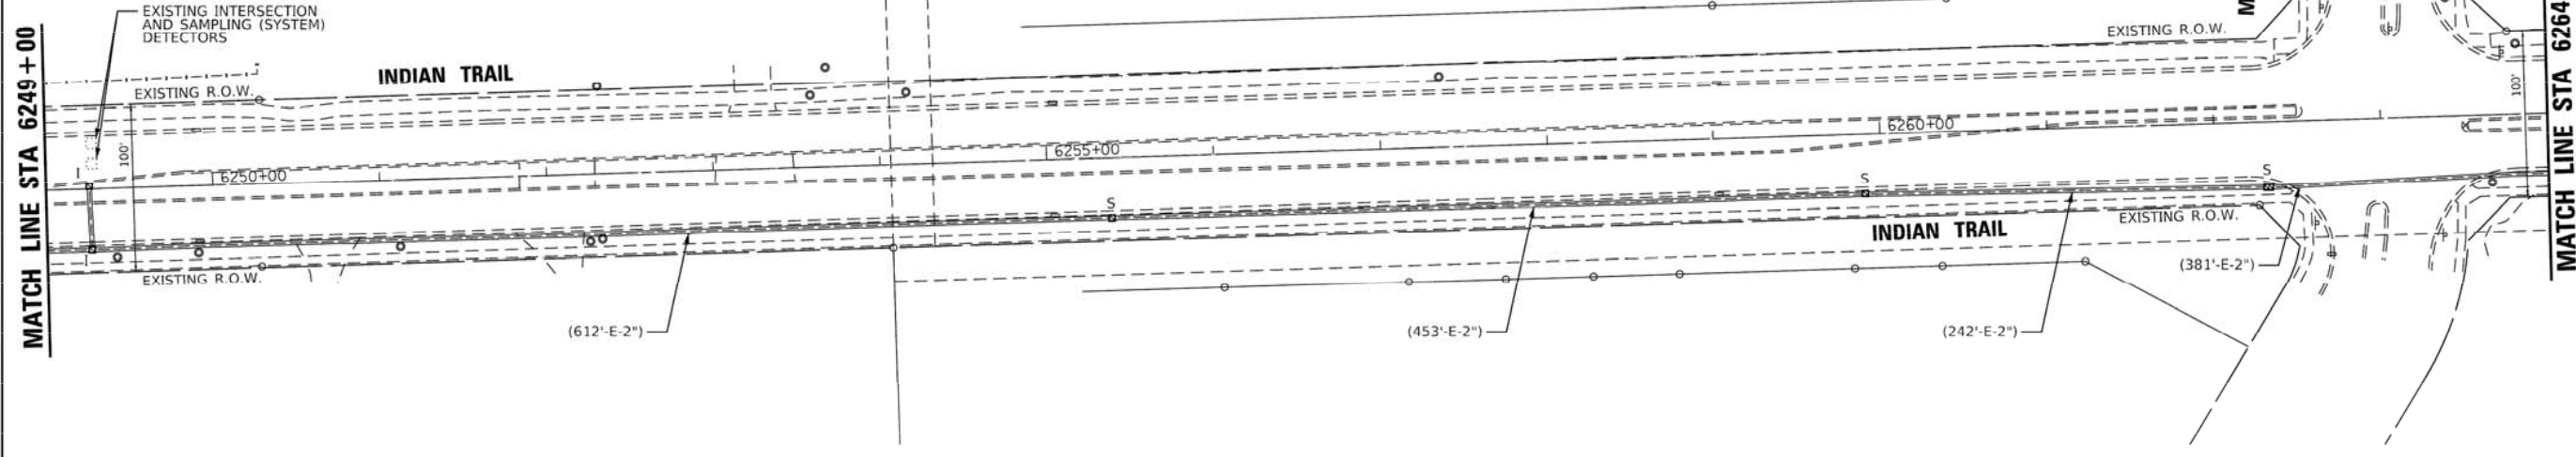 EXISTING INTERSECTION
AND SAMPLING (SYSTEM)
DETECTORS
MATCH LINE STA 6249+00
EXISTING R.O.W.
INDIAN TRAIL
EXISTING R.O.W.
100'
100'
6250+00
6255+00
6260+00
S
S
S
EXISTING R.O.W.
INDIAN TRAIL
EXISTING R.O.W.
(612'-E-2")
(453'-E-2")
(242'-E-2")
(381'-E-2")
M
MATCH LINE STA 6264